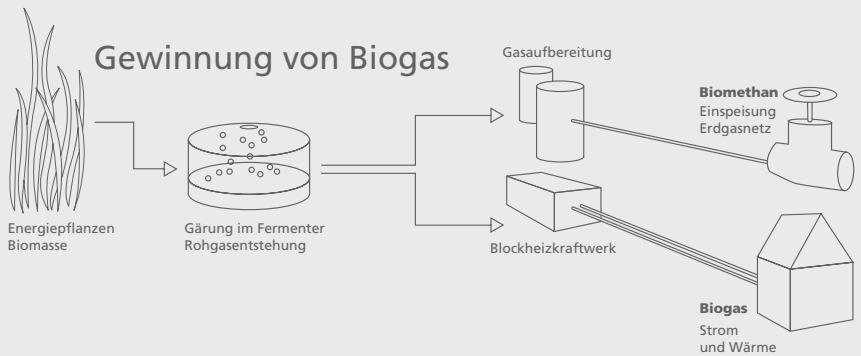 Gewinnung von Biogas
Energiepflanzen
Biomasse
Gärung im Fermenter
Rohgasentstehung
Gasaufbereitung
Biomethan
Einspeisung
Erdgasnetz
Blockheizkraftwerk
Biogas
Strom
und Wärme